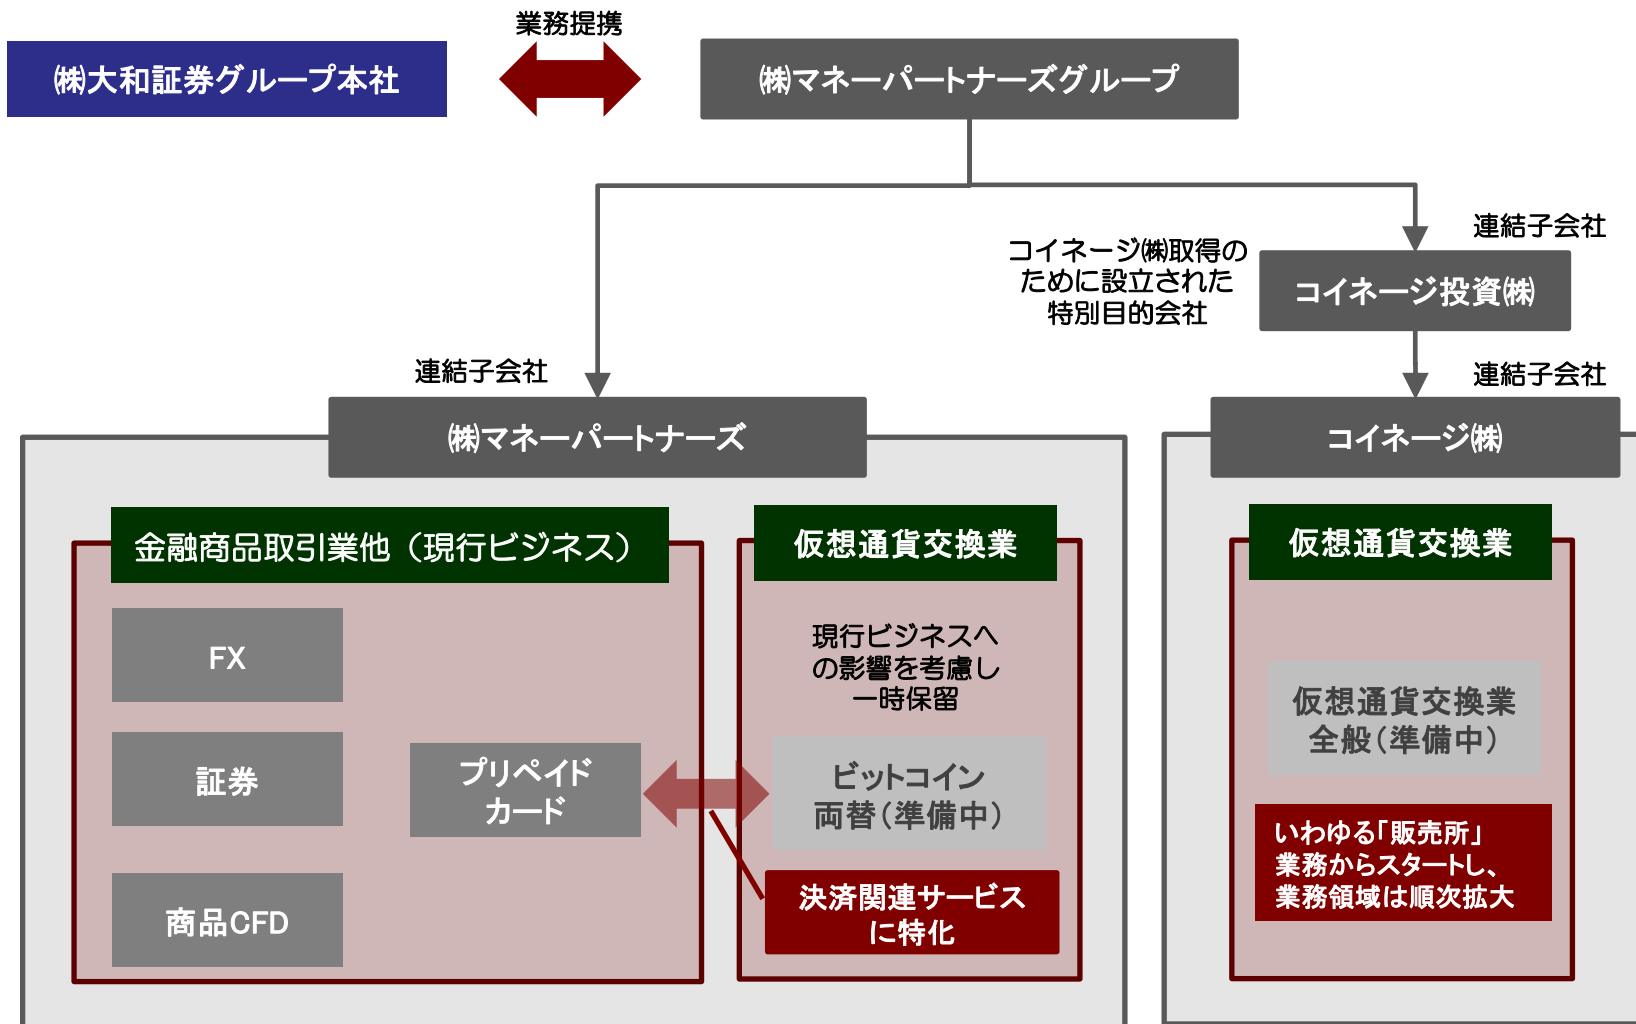 業務提携
㈱大和証券グループ本社
㈱マネーパートナーズグループ
連結子会社
コイネージ㈱取得の
ために設立された
特別目的会社
コイネージ投資㈱
連結子会社
連結子会社
㈱マネーパートナーズ
コイネージ㈱
金融商品取引業他（現行ビジネス）
仮想通貨交換業
仮想通貨交換業
FX
証券
商品CFD
プリペイド
カード
現行ビジネスへ
の影響を考慮し
一時保留
ビットコイン
両替（準備中）
決済関連サービス
に特化
仮想通貨交換業
全般（準備中）
いわゆる「販売所」
業務からスタートし、
業務領域は順次拡大